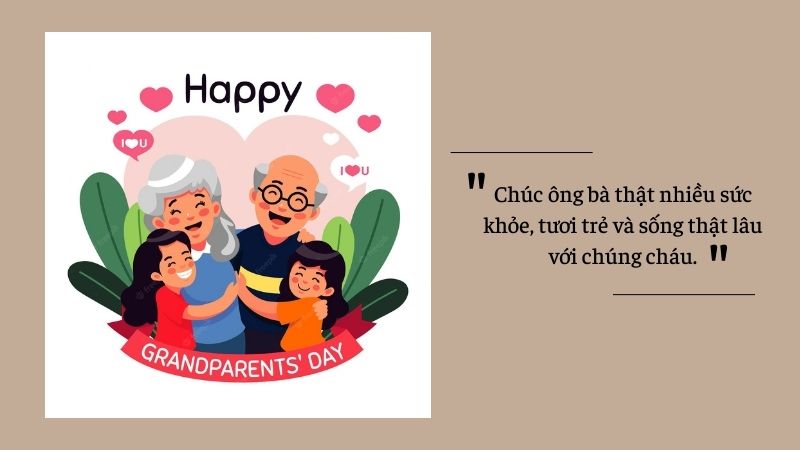 Happy
I ♥ U
I ♥ U
GRANDPARENTS' DAY
" Chúc ông bà thật nhiều sức
khỏe, tươi trẻ và sống thật lâu
với chúng cháu. "